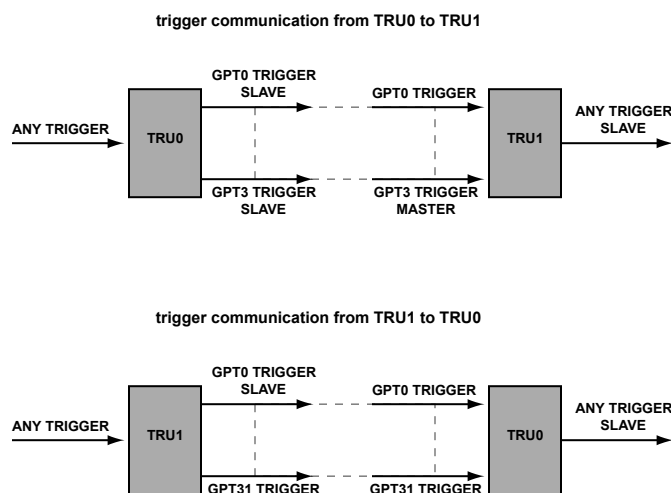 trigger communication from TRU0 to TRU1
GPT0 TRIGGER
SLAVE
GPT0 TRIGGER
ANY TRIGGER
TRU0
TRU1
ANY TRIGGER
SLAVE
GPT3 TRIGGER
SLAVE
GPT3 TRIGGER
MASTER
trigger communication from TRU1 to TRU0
GPT0 TRIGGER
SLAVE
GPT0 TRIGGER
ANY TRIGGER
TRU1
TRU0
ANY TRIGGER
SLAVE
GPT31 TRIGGER
GPT31 TRIGGER